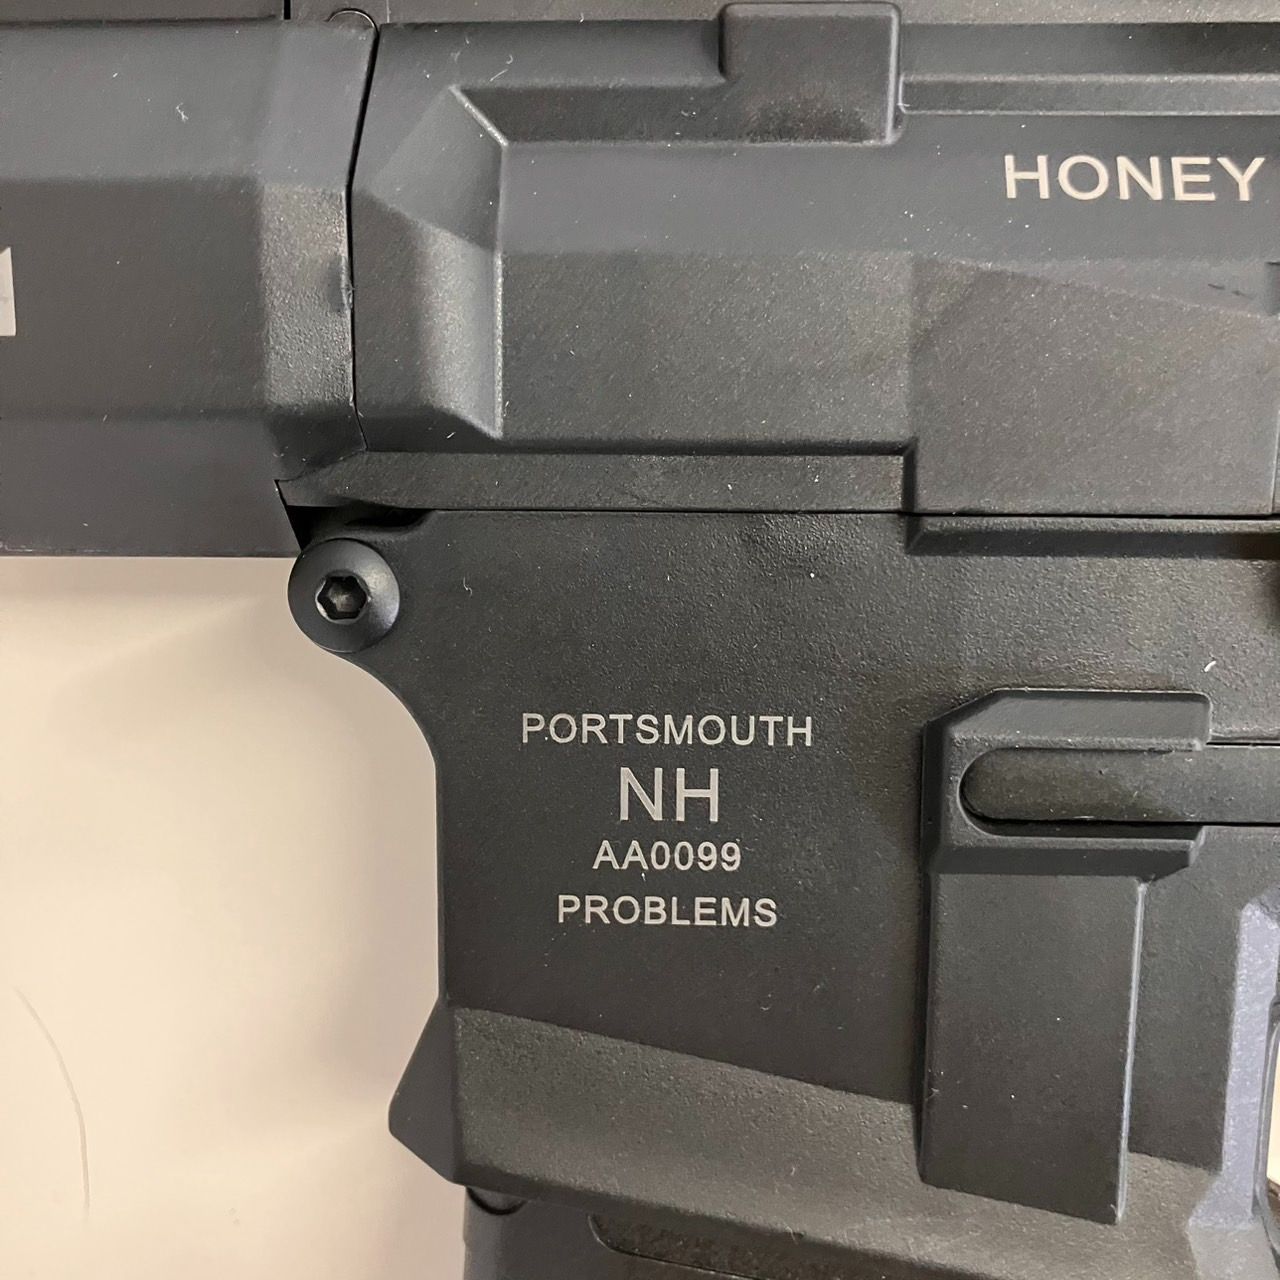 HONEY
PORTSMOUTH
NH
AA0099
PROBLEMS